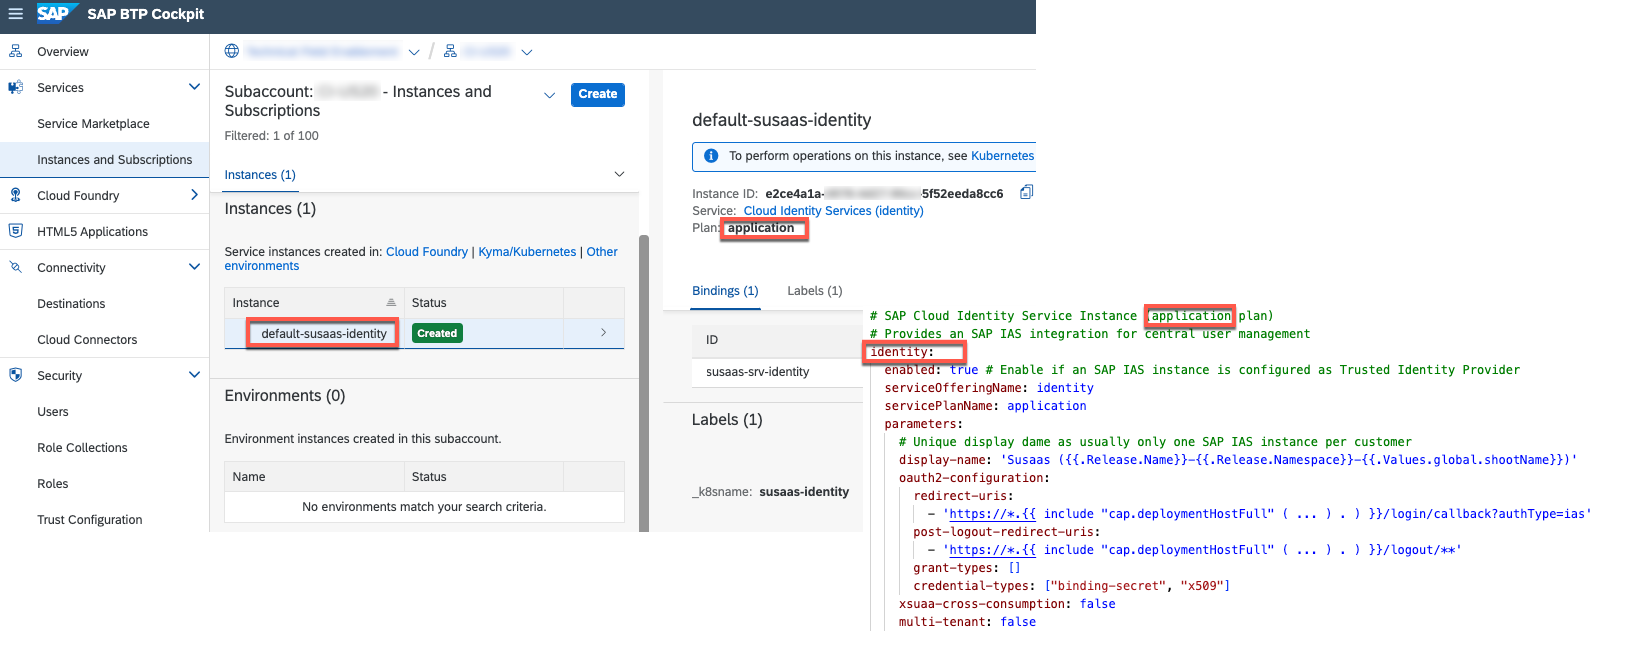 SAP SAP BTP Cockpit
Overview
Services
Service Marketplace
Instances and Subscriptions
Cloud Foundry
HTML5 Applications
Connectivity
Destinations
Cloud Connectors
Security
Users
Role Collections
Roles
Trust Configuration
/
Subaccount: - Instances and
Subscriptions
Create
Filtered: 1 of 100
Instances (1)
Instances (1)
Service instances created in: Cloud Foundry | Kyma/Kubernetes | Other
environments
Instance Status
default-susaas-identity Created
Environments (0)
Environment instances created in this subaccount.
Name Status
No environments match your search criteria.
default-susaas-identity
To perform operations on this instance, see Kubernetes
Instance ID: e2ce4a1a- -5f52eeda8cc6
Service: Cloud Identity Services (identity)
Plan: application
Bindings (1) Labels (1)
ID
susaas-srv-identity
Labels (1)
_k8sname: susaas-identity
# SAP Cloud Identity Service Instance (application plan)
# Provides an SAP IAS integration for central user management
identity:
enabled: true # Enable if an SAP IAS instance is configured as Trusted Identity Provider
serviceOfferingName: identity
servicePlanName: application
parameters:
# Unique display dame as usually only one SAP IAS instance per customer
display-name: 'Susaas ({{.Release.Name}}-{{.Release.Namespace}}-{{.Values.global.shootName}})'
oauth2-configuration:
redirect-uris:
- 'https://*.{{ include "cap.deploymentHostFull" ( ... ) . ) }}/login/callback?authType=ias'
post-logout-redirect-uris:
- 'https://*.{{ include "cap.deploymentHostFull" ( ... ) . ) }}/logout/**'
grant-types: []
credential-types: ["binding-secret", "x509"]
xsuaa-cross-consumption: false
multi-tenant: false